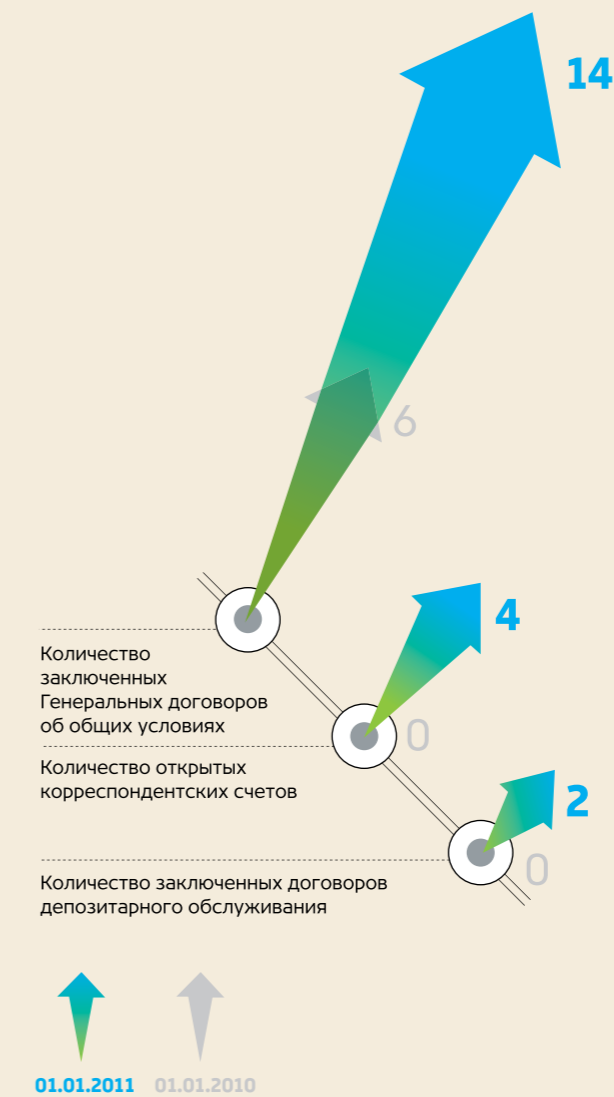 14
6
4
Количество
заключенных
Генеральных договоров
об общих условиях
0
Количество открытых
корреспондентских счетов
2
0
Количество заключенных договоров
депозитарного обслуживания
01.01.2011 01.01.2010